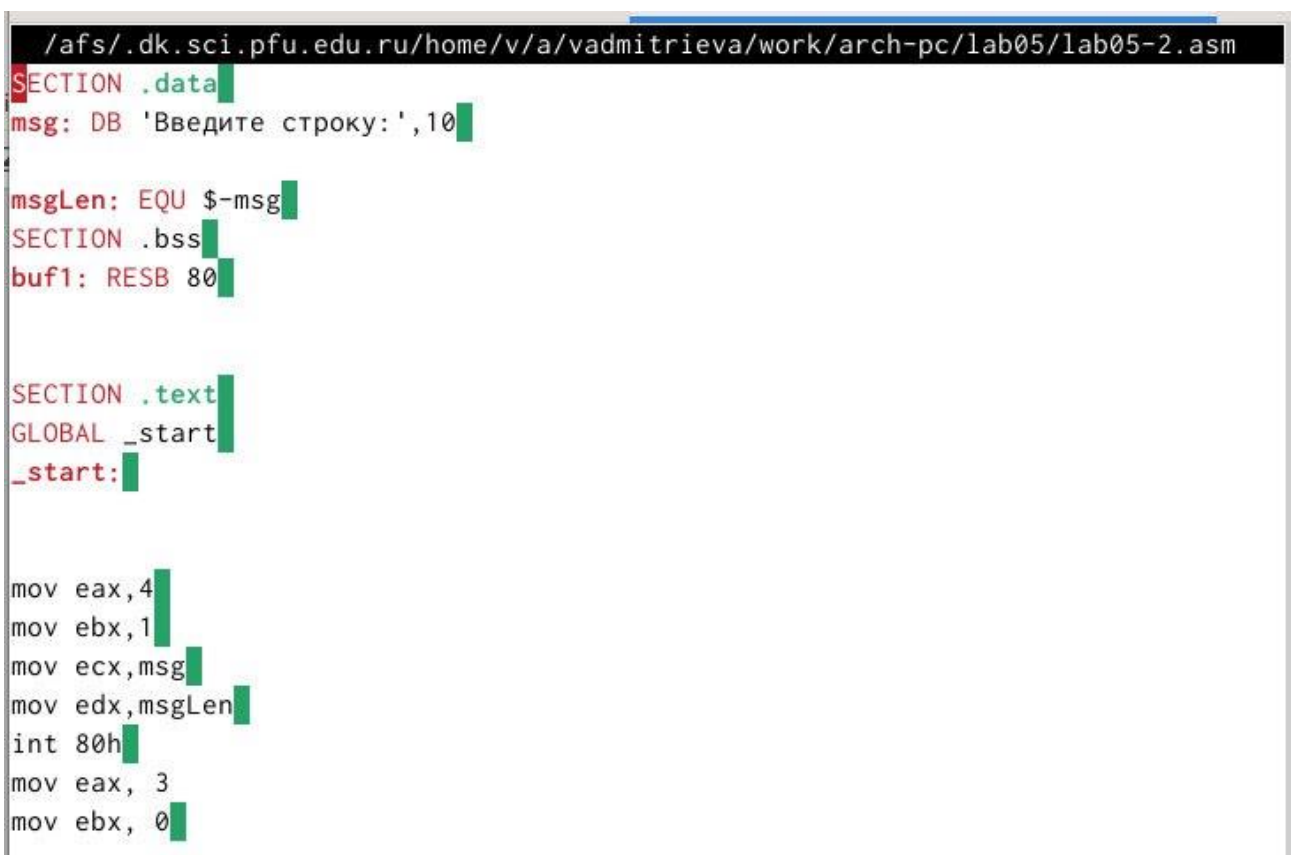 /afs/.dk.sci.pfu.edu.ru/home/v/a/vadmitrieva/work/arch-pc/lab05/lab05-2.asm
SECTION .data
msg: DB 'Введите строку:',10
msgLen: EQU $-msg
SECTION .bss
buf1: RESB 80
SECTION .text
GLOBAL _start
_start:
mov eax,4
mov ebx,1
mov ecx,msg
mov edx,msgLen
int 80h
mov eax, 3
mov ebx, 0